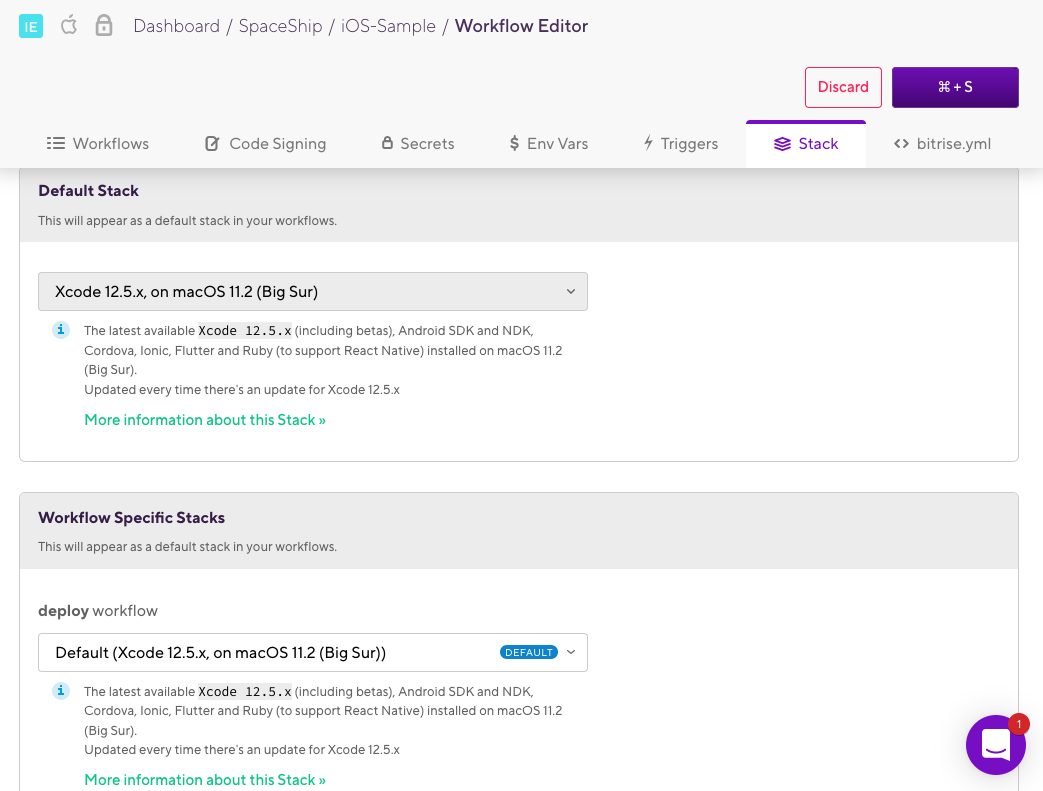 IE Dashboard / SpaceShip / iOS-Sample / Workflow Editor
Discard ⌘ + S
Workflows Code Signing Secrets $ Env Vars Triggers Stack <> bitrise.yml
Default Stack
This will appear as a default stack in your workflows.
Xcode 12.5.x, on macOS 11.2 (Big Sur)
i The latest available Xcode 12.5.x (including betas), Android SDK and NDK,
Cordova, Ionic, Flutter and Ruby (to support React Native) installed on macOS 11.2
(Big Sur).
Updated every time there's an update for Xcode 12.5.x
More information about this Stack »
Workflow Specific Stacks
This will appear as a default stack in your workflows.
deploy workflow
Default (Xcode 12.5.x, on macOS 11.2 (Big Sur)) DEFAULT
i The latest available Xcode 12.5.x (including betas), Android SDK and NDK,
Cordova, Ionic, Flutter and Ruby (to support React Native) installed on macOS 11.2
(Big Sur).
Updated every time there's an update for Xcode 12.5.x
More information about this Stack »
1